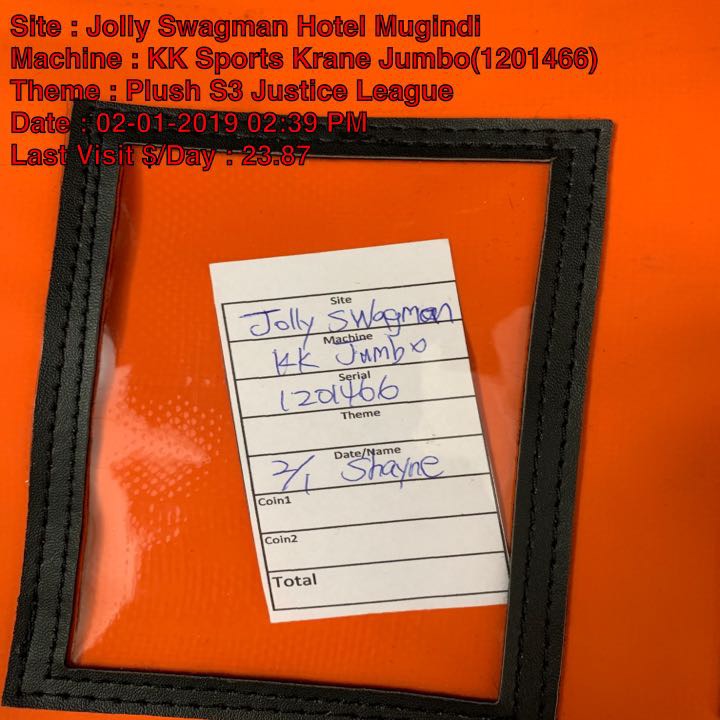 Site : Jolly Swagman Hotel Mugindi
Machine : KK Sports Krane Jumbo(1201466)
Theme : Plush S3 Justice League
Date : 02-01-2019 02:39 PM
Last Visit $/Day : 23.87
Site
Jolly Swagman
Machine
KK Jumbo
Serial
1201466
Theme
Date/Name
2/1 Shayne
Coin1
Coin2
Total